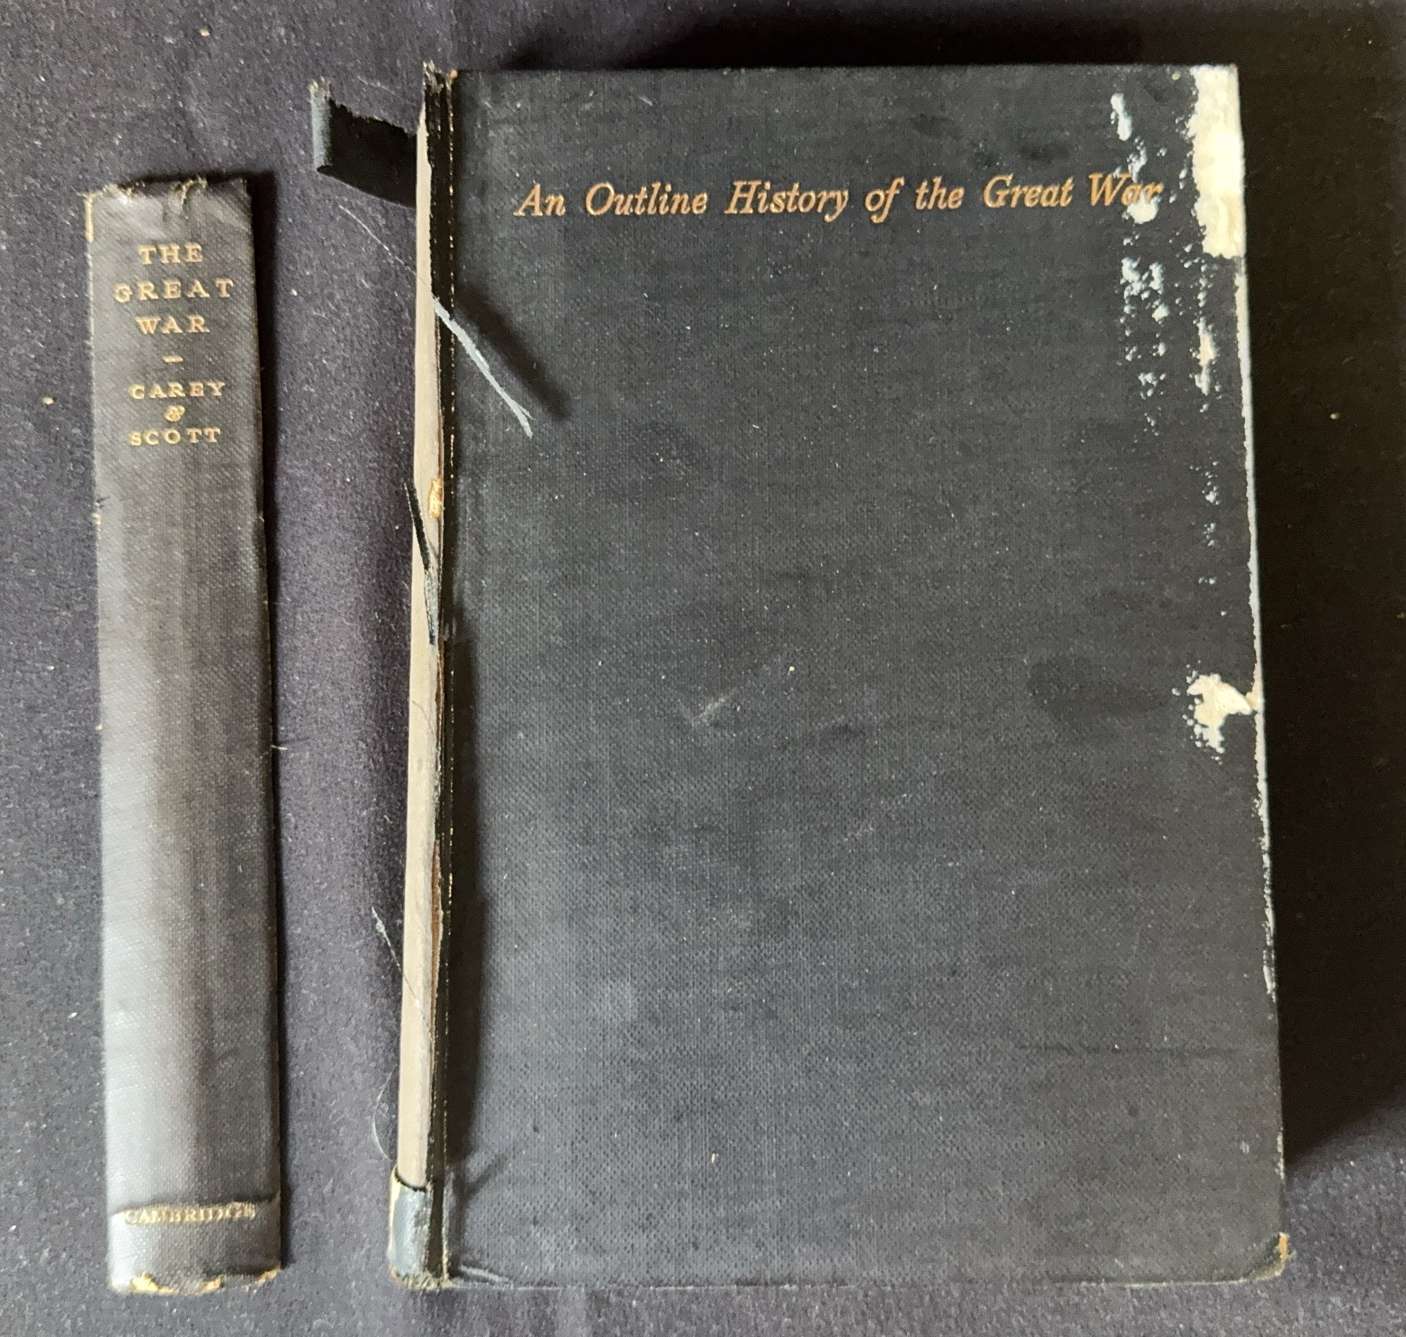 THE
GREAT
WAR
—
CAREY
&
SCOTT
CAMBRIDGE
An Outline History of the Great War